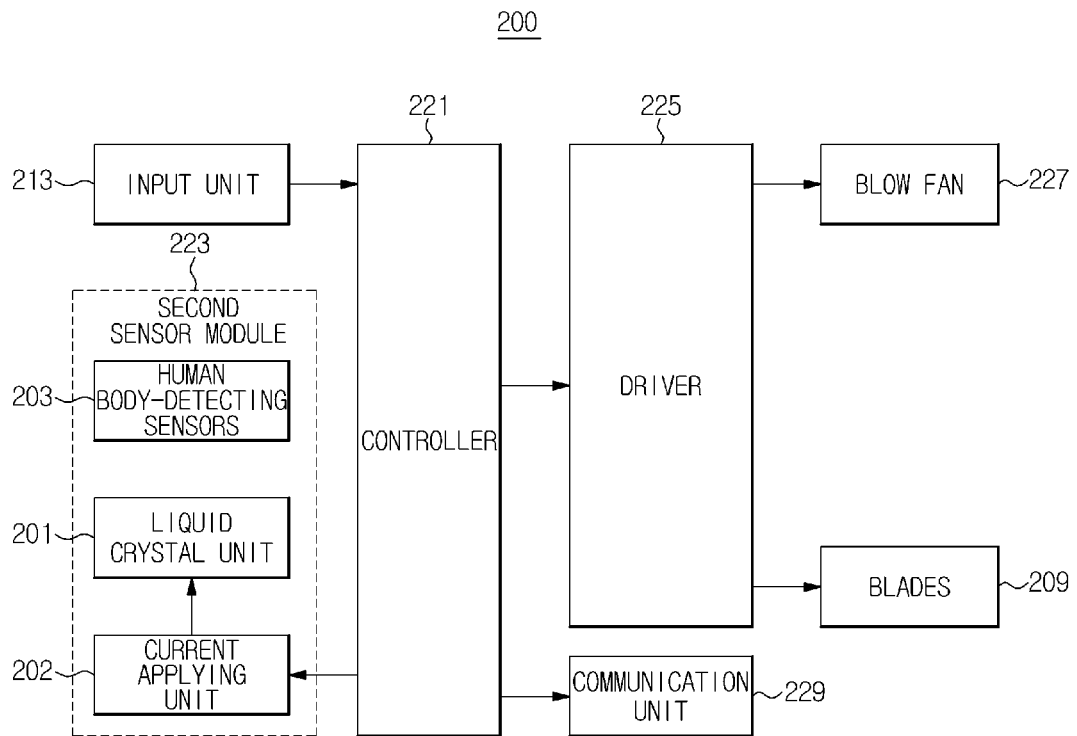 200
221
225
213
INPUT UNIT
BLOW FAN
227
223
SECOND
SENSOR MODULE
203
HUMAN
BODY-DETECTING
SENSORS
CONTROLLER
DRIVER
201
LIQUID
CRYSTAL UNIT
BLADES
209
202
CURRENT
APPLYING
UNIT
COMMUNICATION
UNIT
229